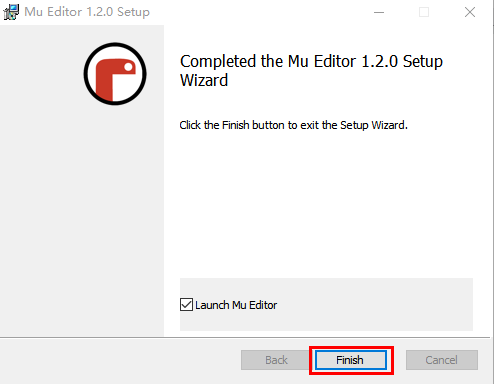 Mu Editor 1.2.0 Setup
Completed the Mu Editor 1.2.0 Setup
Wizard
Click the Finish button to exit the Setup Wizard.
Launch Mu Editor
Back
Finish
Cancel